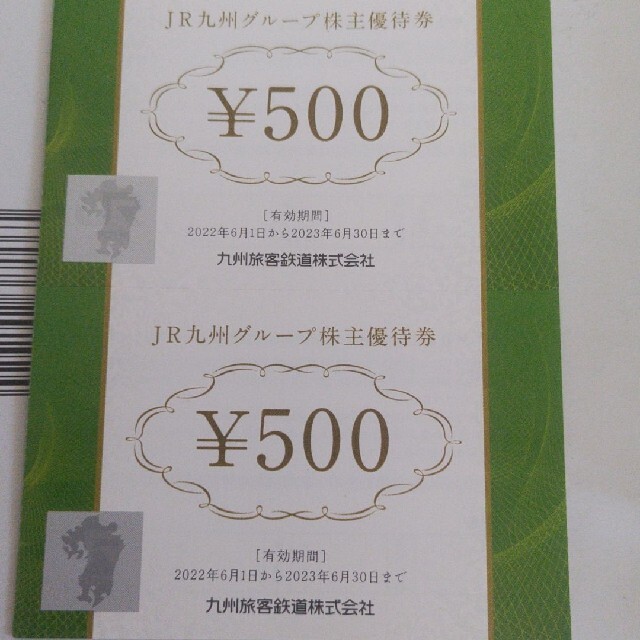 JR九州グループ株主優待券
¥500
[有効期間]
2022年6月1日から2023年6月30日まで
九州旅客鉄道株式会社
JR九州グループ株主優待券
¥500
[有効期間]
2022年6月1日から2023年6月30日まで
九州旅客鉄道株式会社